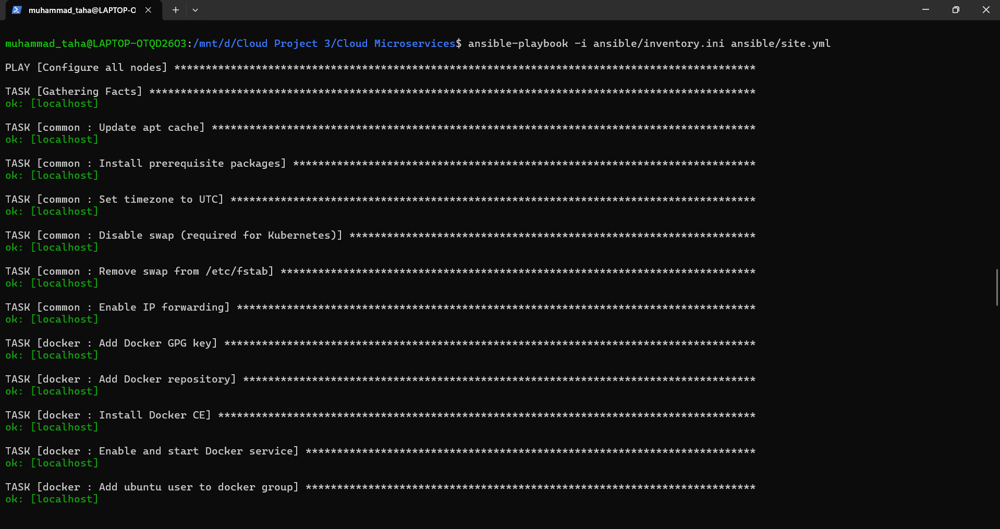 muhammad_taha@LAPTOP-O
muhammad_taha@LAPTOP-OTQD26O3:/mnt/d/Cloud Project 3/Cloud Microservices$ ansible-playbook -i ansible/inventory.ini ansible/site.yml
PLAY [Configure all nodes] *********************************************************************************************
TASK [Gathering Facts] *************************************************************************************************
ok: [localhost]
TASK [common : Update apt cache] ***************************************************************************************
ok: [localhost]
TASK [common : Install prerequisite packages] **************************************************************************
ok: [localhost]
TASK [common : Set timezone to UTC] ************************************************************************************
ok: [localhost]
TASK [common : Disable swap (required for Kubernetes)] *****************************************************************
ok: [localhost]
TASK [common : Remove swap from /etc/fstab] ****************************************************************************
ok: [localhost]
TASK [common : Enable IP forwarding] ***********************************************************************************
ok: [localhost]
TASK [docker : Add Docker GPG key] *************************************************************************************
ok: [localhost]
TASK [docker : Add Docker repository] **********************************************************************************
ok: [localhost]
TASK [docker : Install Docker CE] **************************************************************************************
ok: [localhost]
TASK [docker : Enable and start Docker service] ************************************************************************
ok: [localhost]
TASK [docker : Add ubuntu user to docker group] ************************************************************************
ok: [localhost]